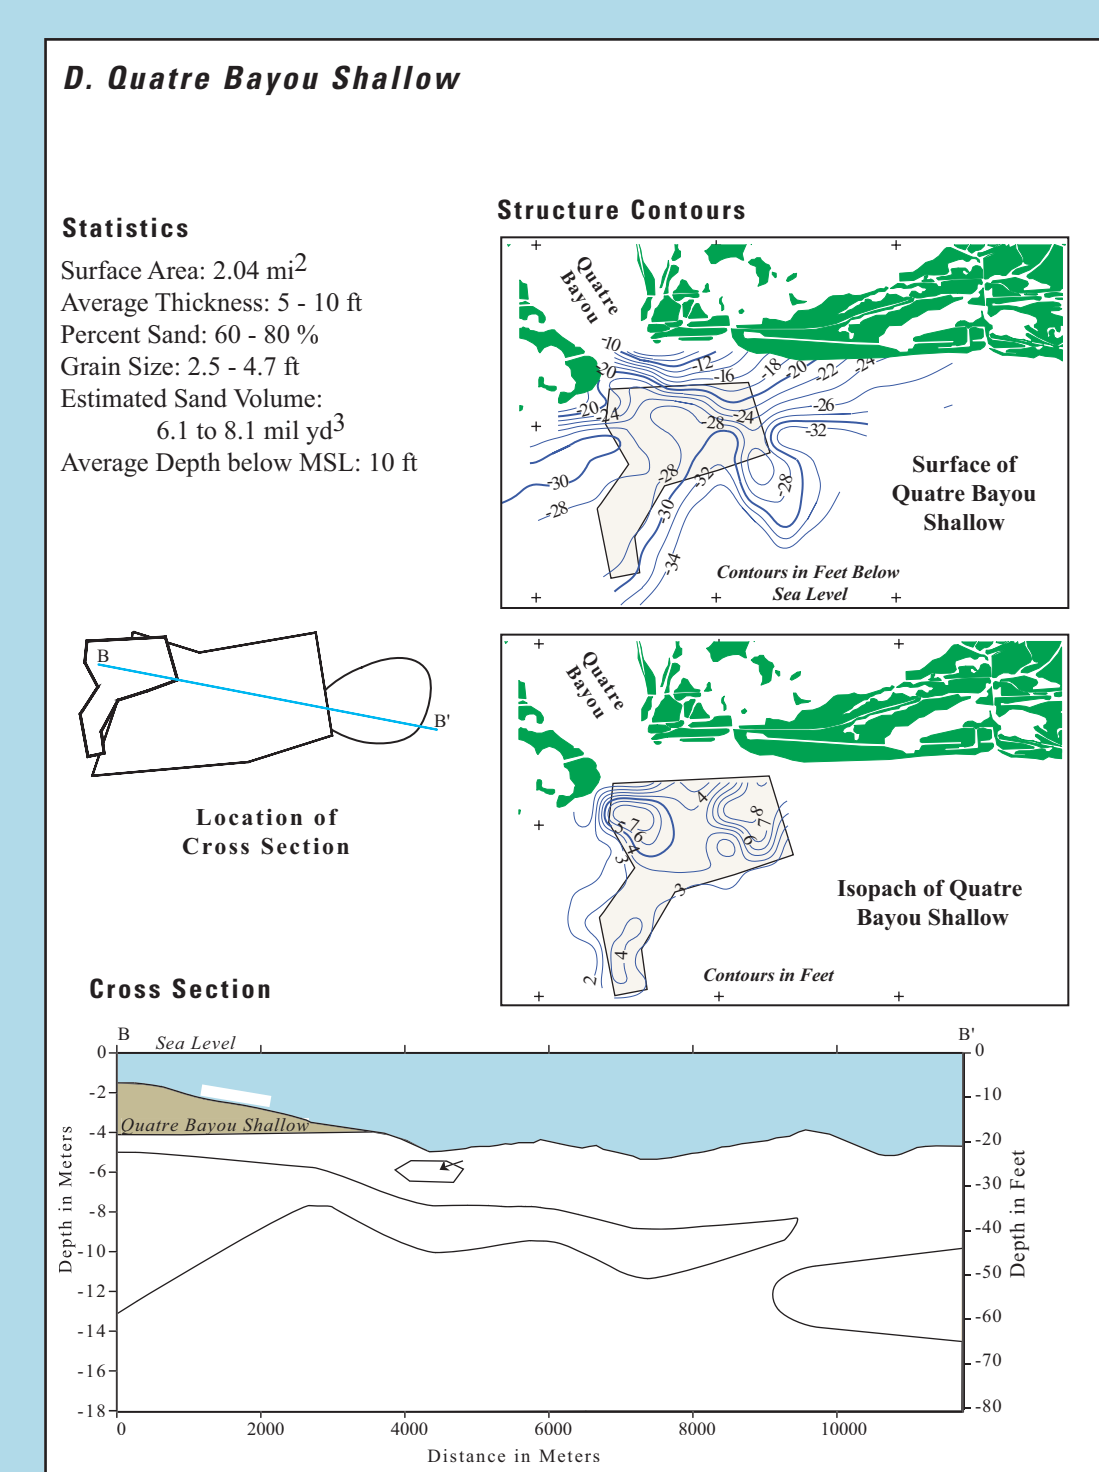 D. Quatre Bayou Shallow
Statistics
Surface Area: 2.04 mi2
Average Thickness: 5 - 10 ft
Percent Sand: 60 - 80 %
Grain Size: 2.5 - 4.7 ft
Estimated Sand Volume:
6.1 to 8.1 mil yd3
Average Depth below MSL: 10 ft
Structure Contours
Quatre
Bayou
-10
-12
-16
-18
-20
-22
-24
-20
-20
-24
-28
-24
-26
-32
-30
-28
-28
-32
-28
-30
-34
Surface of
Quatre Bayou
Shallow
Contours in Feet Below
Sea Level
B
B'
Location of
Cross Section
Quatre
Bayou
4
5
7
6
4
3
8
7
6
3
4
2
Isopach of Quatre
Bayou Shallow
Contours in Feet
Cross Section
B
Sea Level
B'
0
-2
-4
-6
-8
-10
-12
-14
-16
-18
Depth in Meters
Quatre Bayou Shallow
0
-10
-20
-30
-40
-50
-60
-70
-80
Depth in Feet
0
2000
4000
6000
8000
10000
Distance in Meters